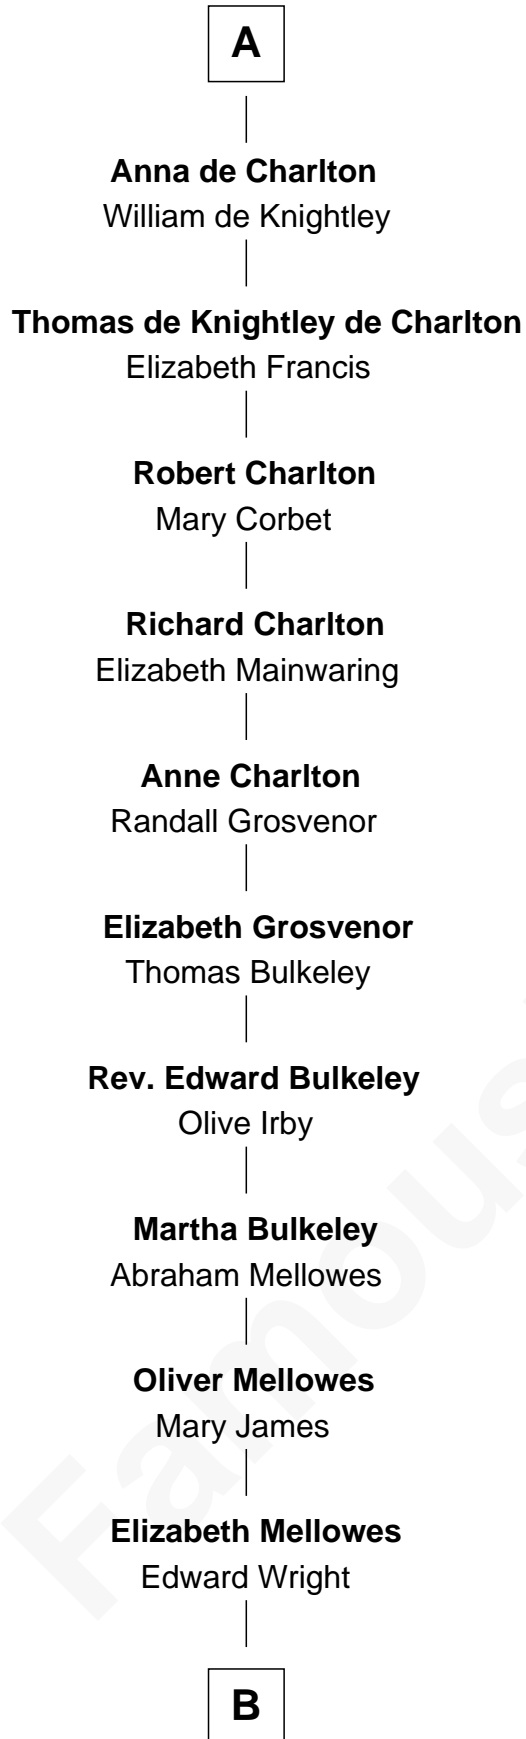 A
Anna de Charlton
William de Knightley
Thomas de Knightley de Charlton
Elizabeth Francis
Robert Charlton
Mary Corbet
Richard Charlton
Elizabeth Mainwaring
Anne Charlton
Randall Grosvenor
Elizabeth Grosvenor
Thomas Bulkeley
Rev. Edward Bulkeley
Olive Irby
Martha Bulkeley
Abraham Mellowes
Oliver Mellowes
Mary James
Elizabeth Mellowes
Edward Wright
B
Famous